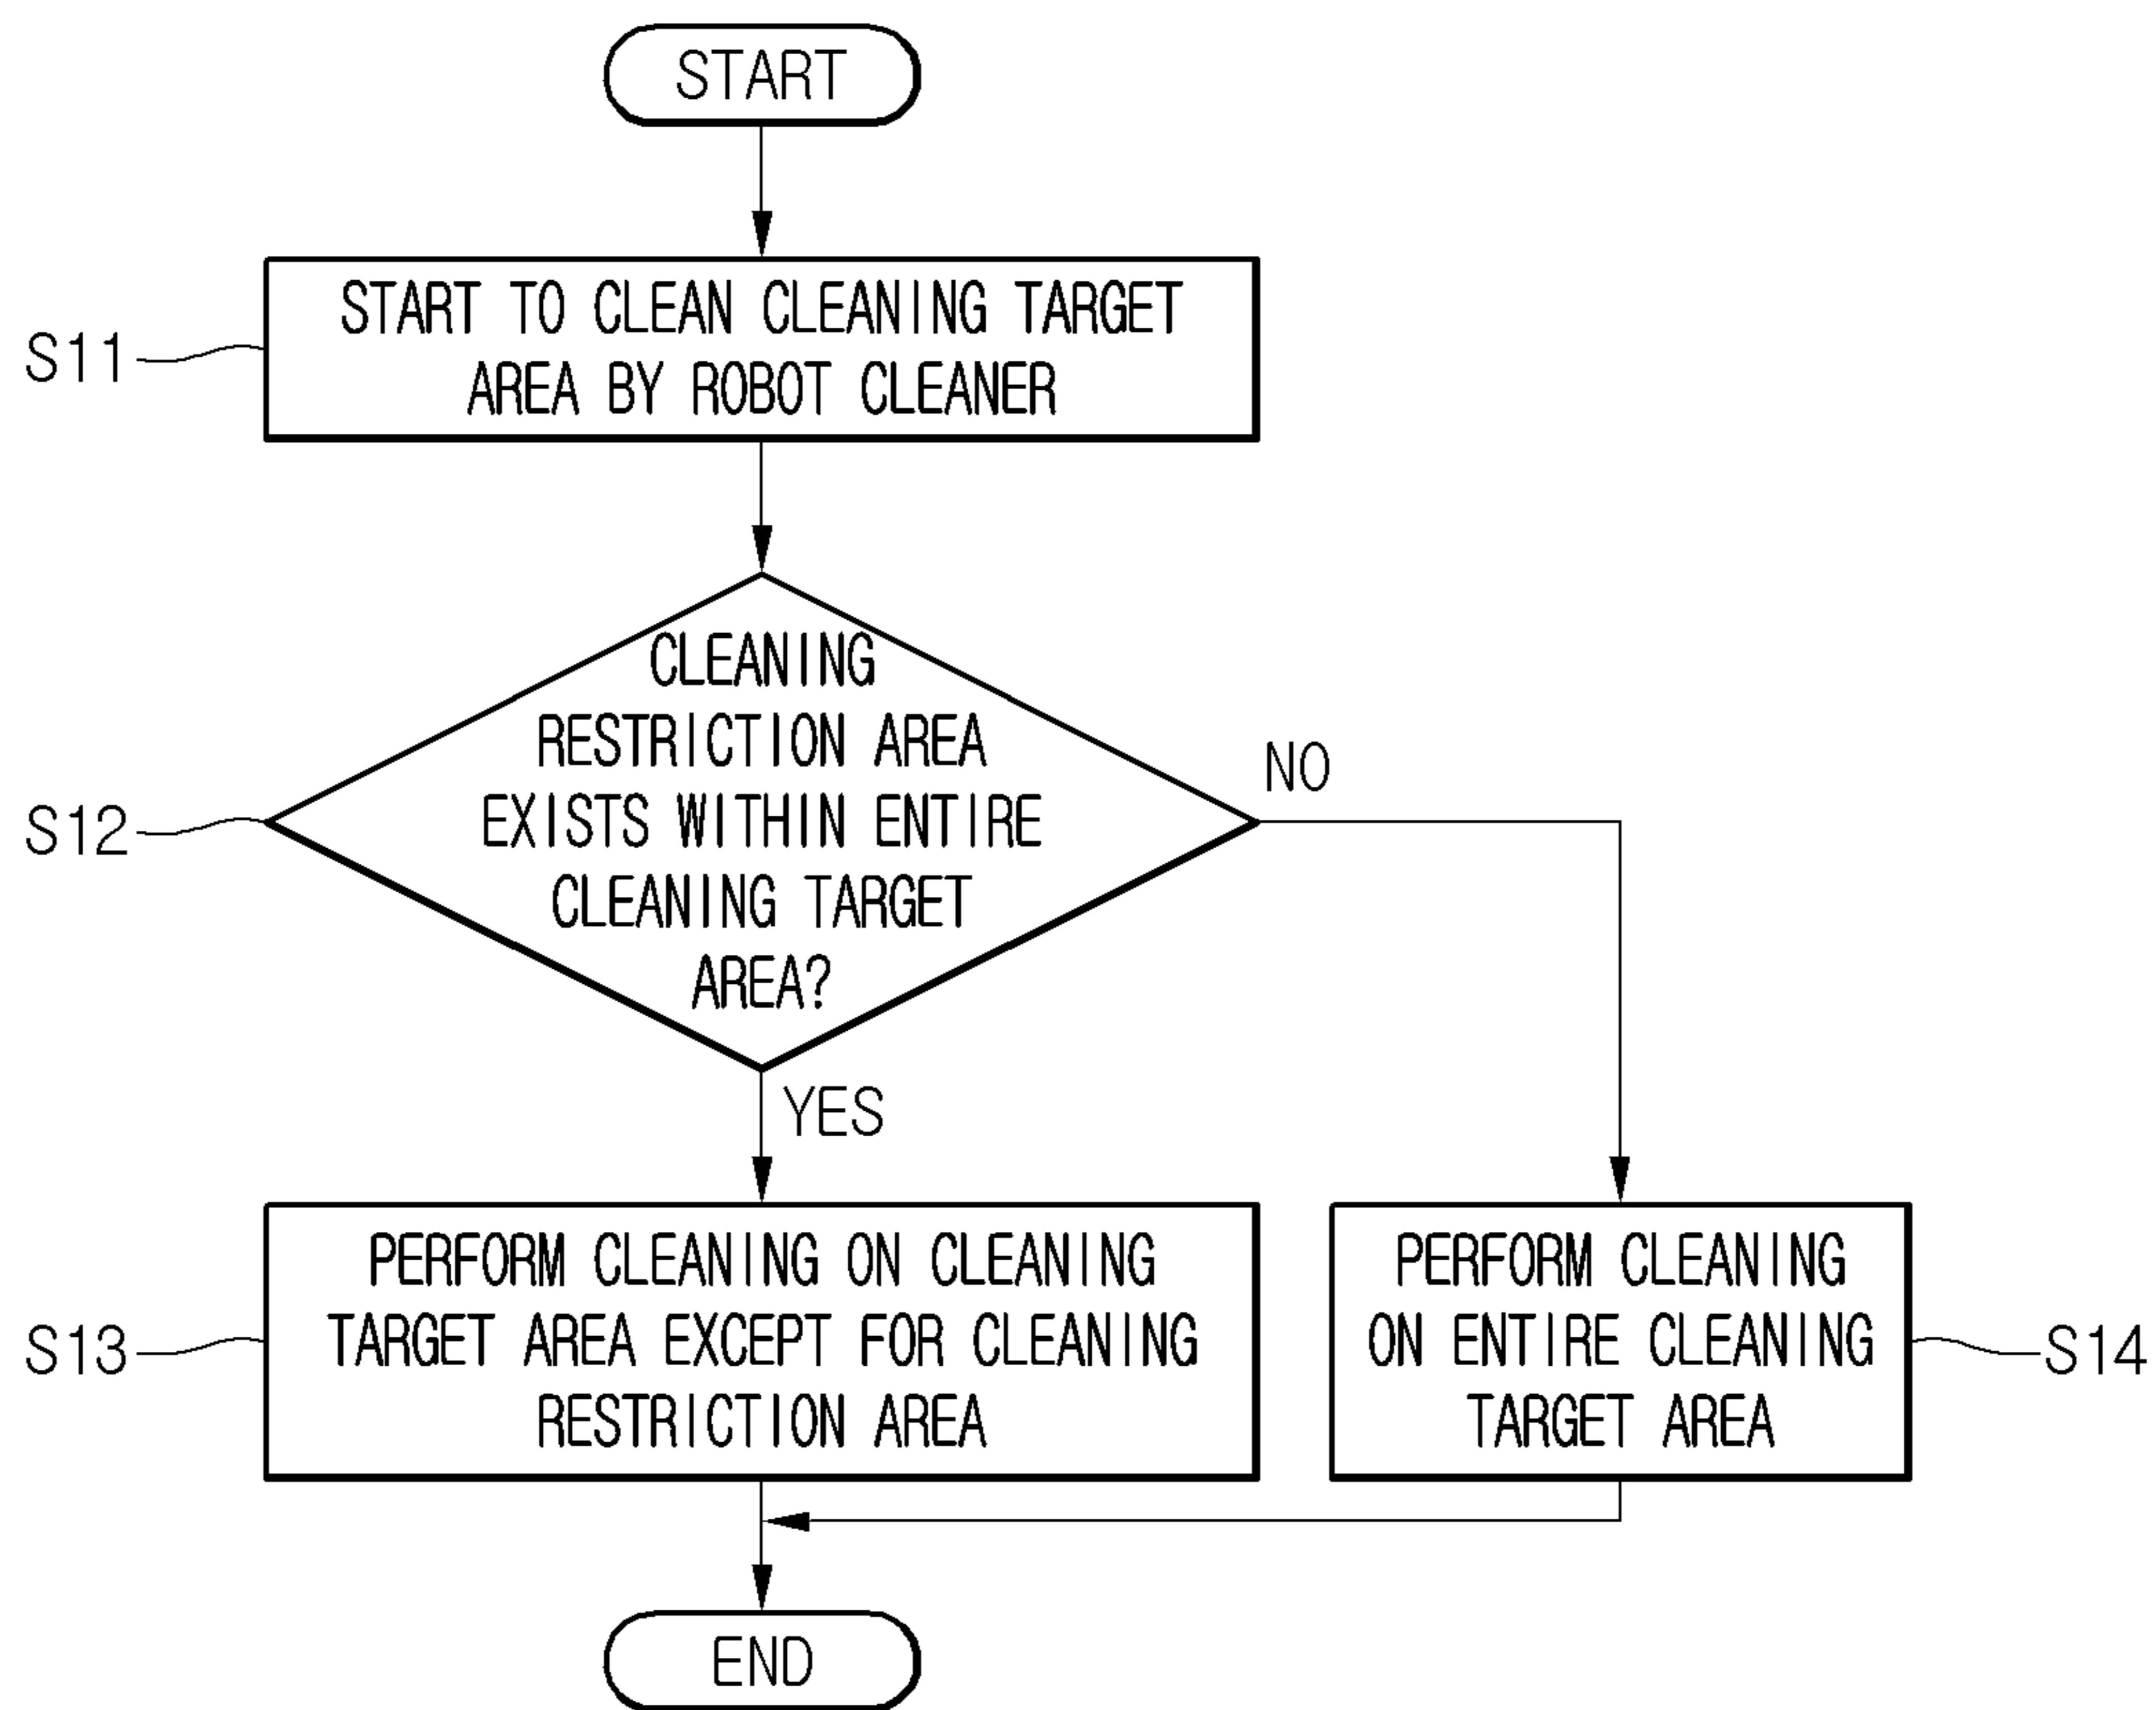 START
START TO CLEAN CLEANING TARGET
AREA BY ROBOT CLEANER
S11
CLEANING
RESTRICTION AREA
EXISTS WITHIN ENTIRE
CLEANING TARGET
AREA?
S12
NO
YES
PERFORM CLEANING ON CLEANING
TARGET AREA EXCEPT FOR CLEANING
RESTRICTION AREA
S13
PERFORM CLEANING
ON ENTIRE CLEANING
TARGET AREA
S14
END